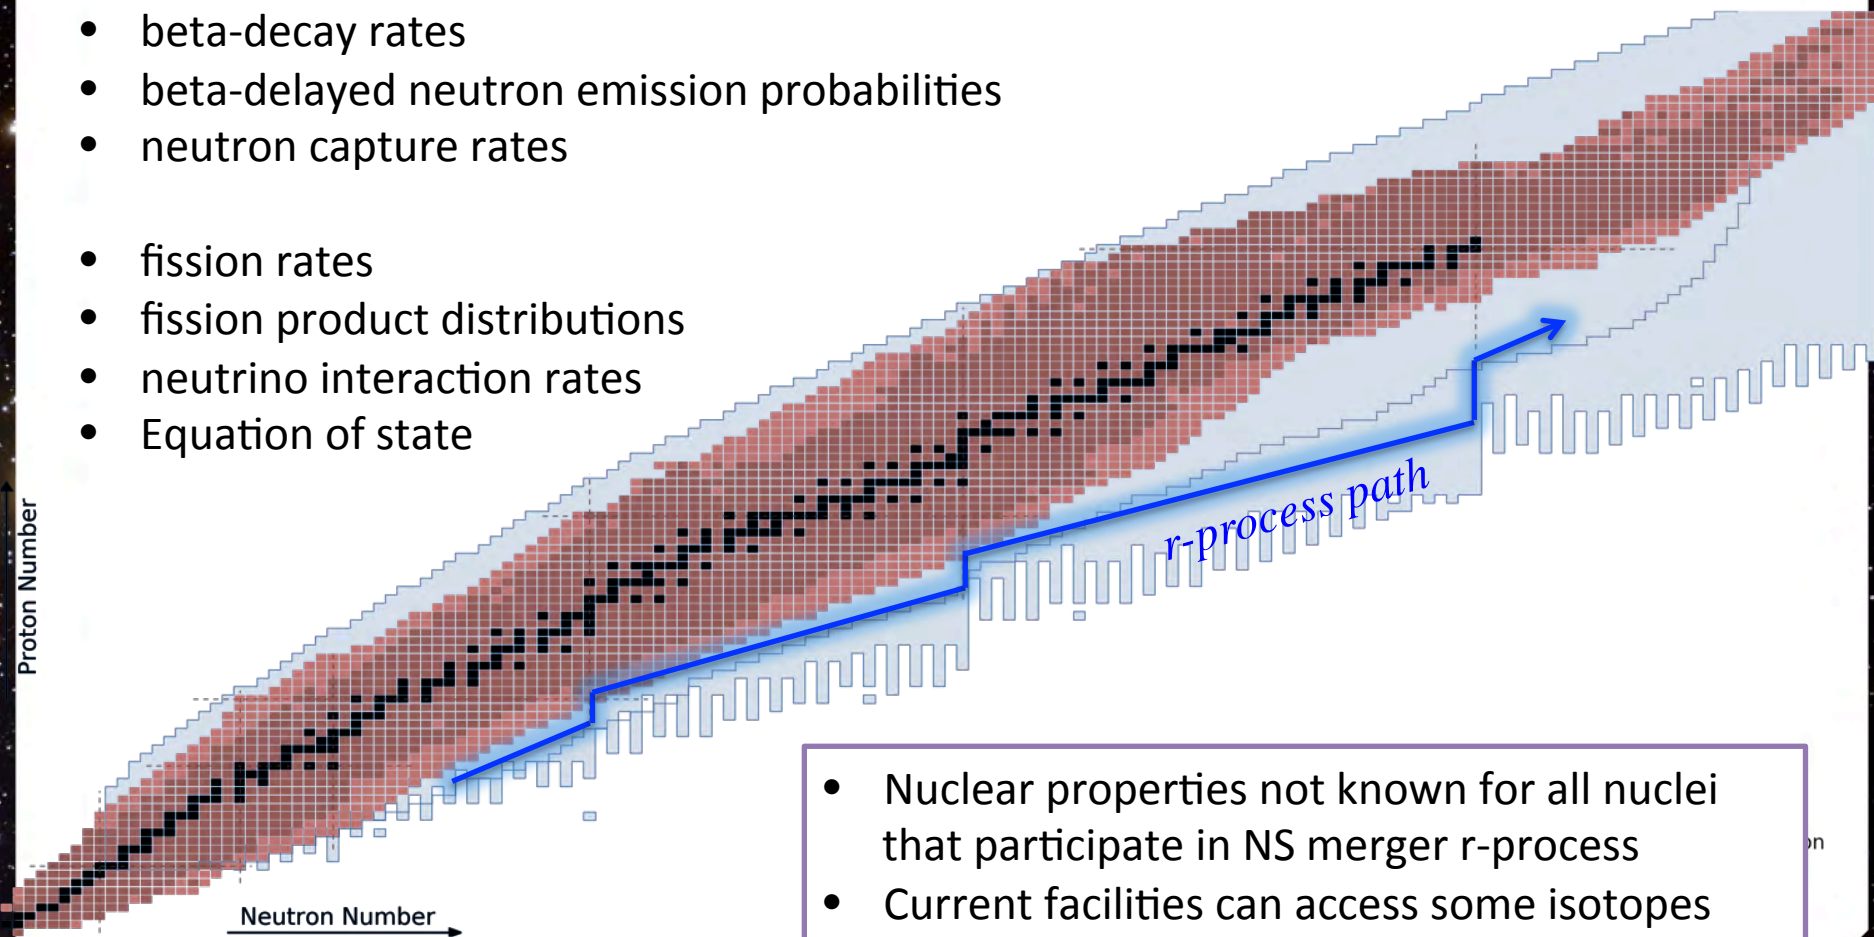 • beta-decay rates
• beta-delayed neutron emission probabilities
• neutron capture rates
• fission rates
• fission product distributions
• neutrino interaction rates
• Equation of state
Proton Number
r-process path
Neutron Number
• Nuclear properties not known for all nuclei
that participate in NS merger r-process
• Current facilities can access some isotopes